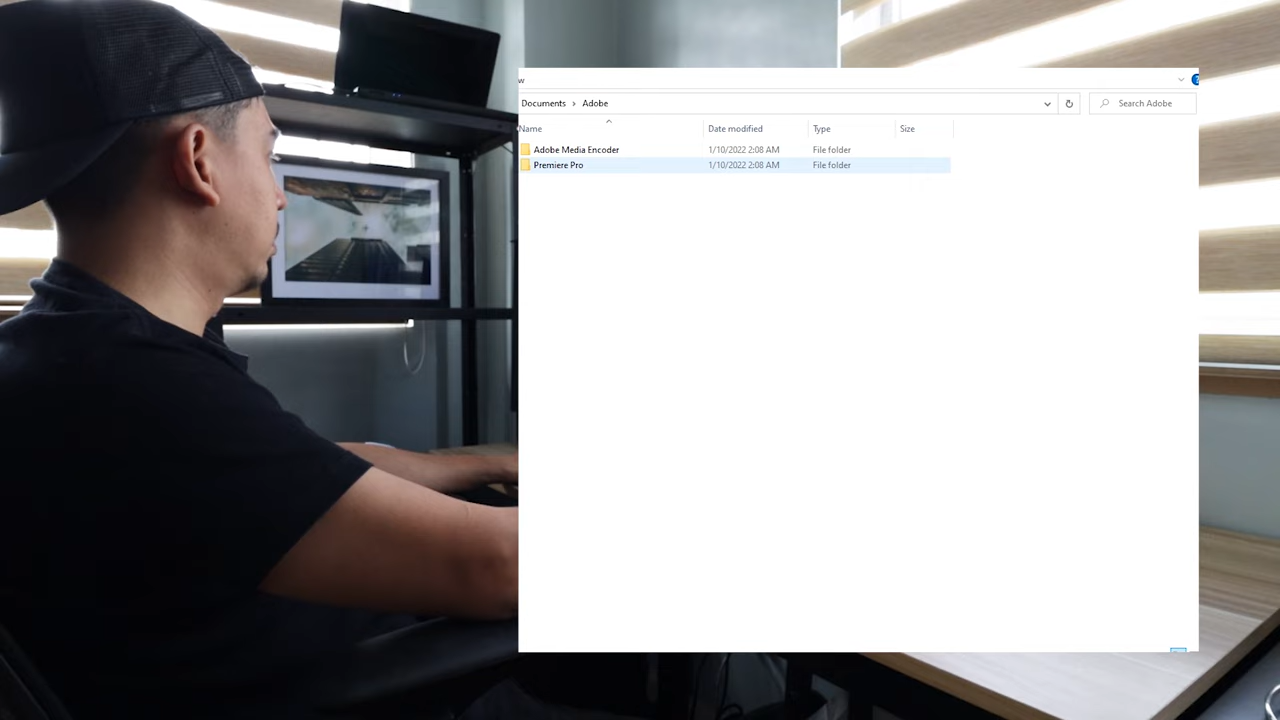 w
?
Documents > Adobe
Search Adobe
Name Date modified Type Size
Adobe Media Encoder 1/10/2022 2:08 AM File folder
Premiere Pro 1/10/2022 2:08 AM File folder